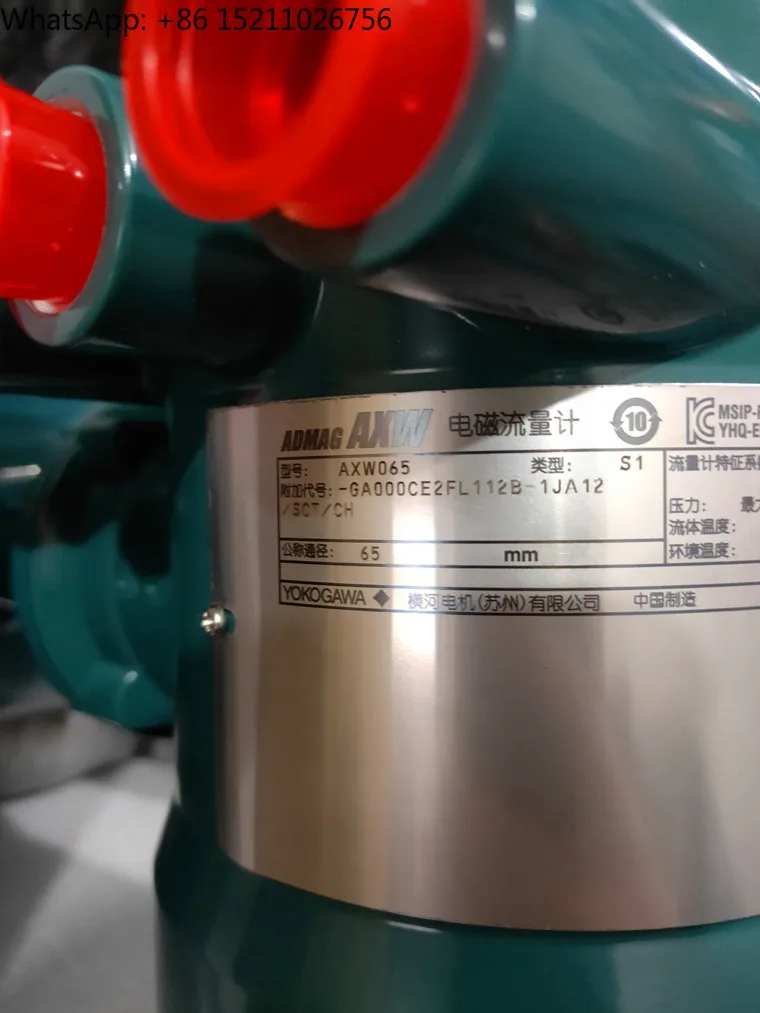 WhatsApp: +86 15211026756
ADMAG AXW 电磁流量计 10 MSIP-
YHQ-E
型号: AXW065 类型: S1 流量计特征系
附加代号: -GA000CE2FL112B-1JA12
/SCT/CH
压力: 最
流体温度:
公称通径: 65 mm 环境温度:
YOKOGAWA 横河电机(苏州)有限公司 中国制造